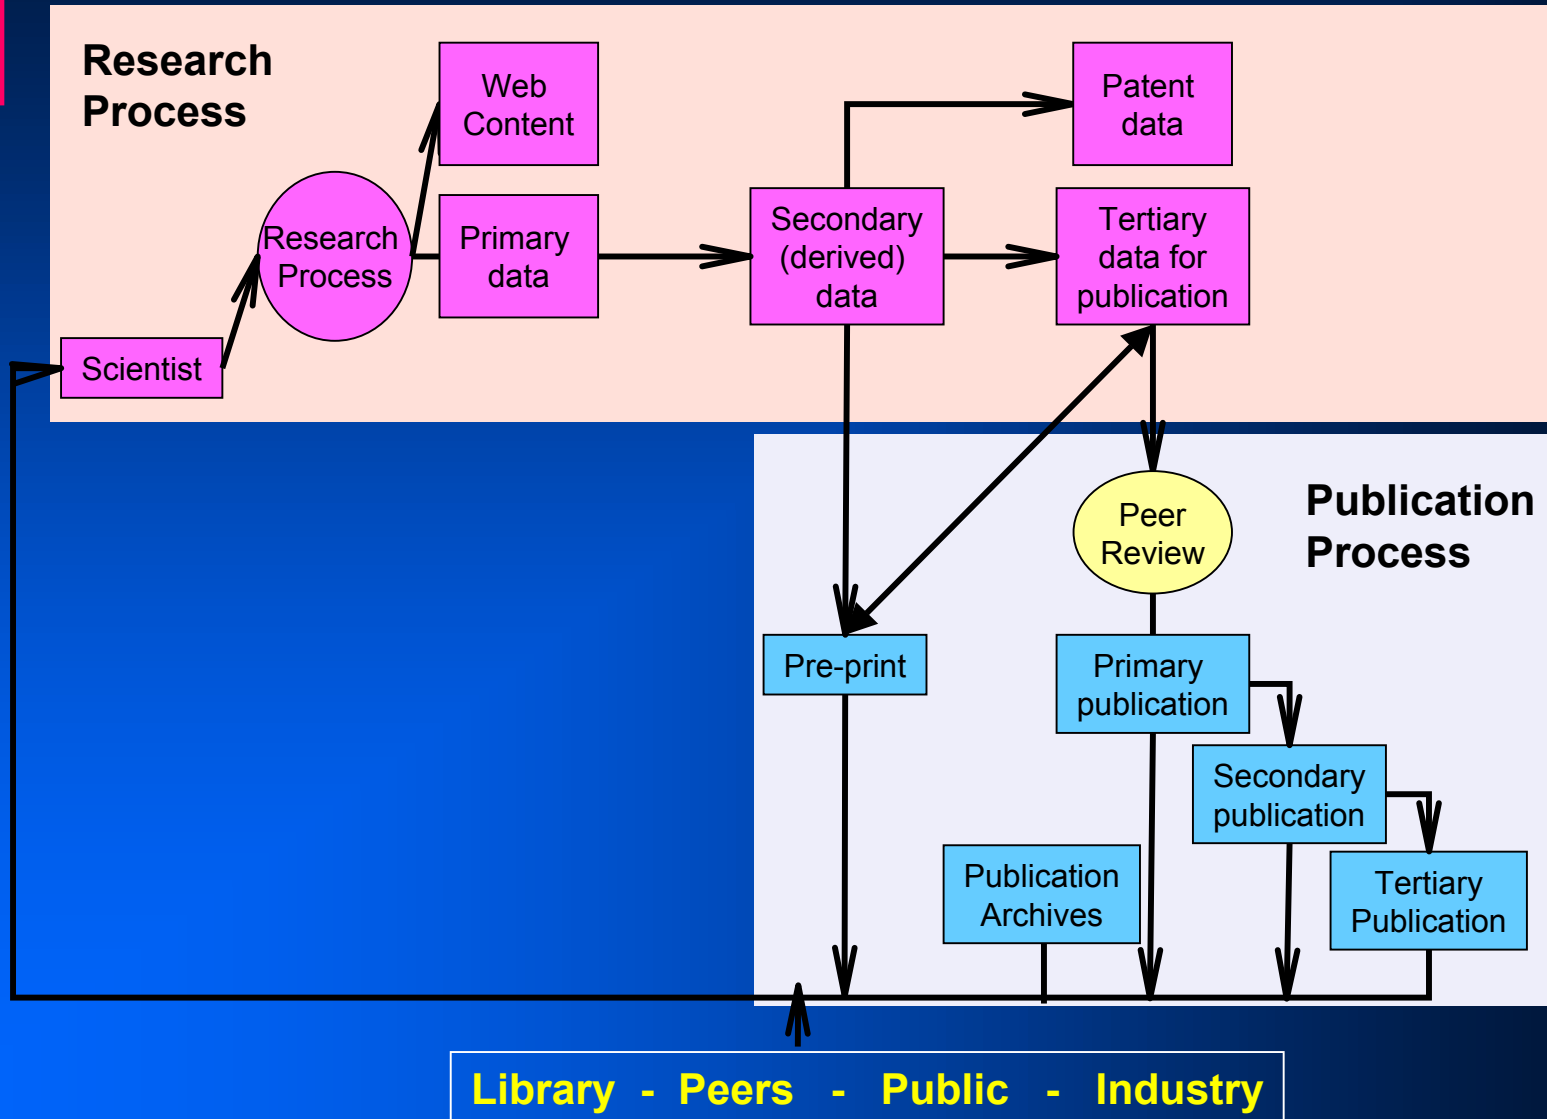 Research
Process
Web
Content
Patent
data
Research
Process
Primary
data
Secondary
(derived)
data
Tertiary
data for
publication
Scientist
Peer
Review
Publication
Process
Pre-print
Primary
publication
Secondary
publication
Publication
Archives
Tertiary
Publication
Library - Peers - Public - Industry